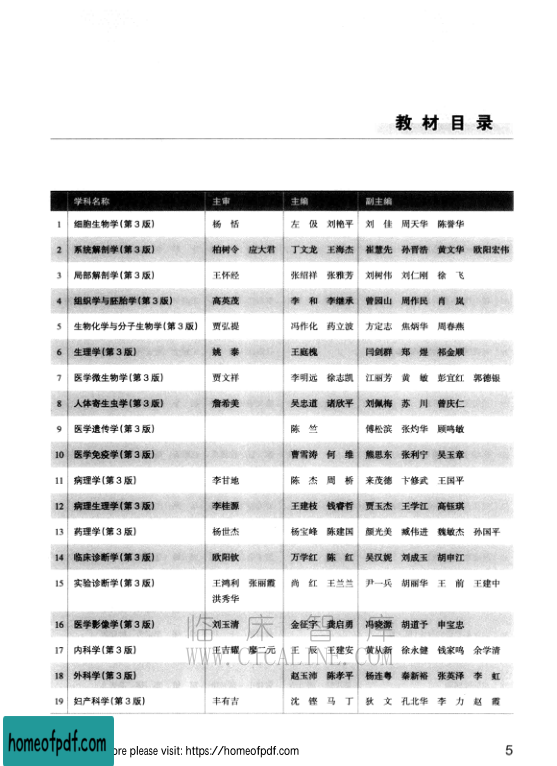 教材目录
学科名称 主审 主编 副主编
1 细胞生物学(第3版) 杨 恬 左 伋 刘艳平 刘 佳 周天华 陈誉华
2 系统解剖学(第3版) 柏树令 应大君 丁文龙 王海杰 崔慧先 孙晋浩 黄文华 欧阳宏伟
3 局部解剖学(第3版) 王怀经 张绍祥 张雅芳 刘树伟 刘仁刚 徐 飞
4 组织学与胚胎学(第3版) 高英茂 李 和 李继承 曾园山 周作民 肖 岚
5 生物化学与分子生物学(第3版) 贾弘禔 冯作化 药立波 方定志 焦炳华 周春燕
6 生理学(第3版) 姚 泰 王庭槐 闫剑群 郑 煜 祁金顺
7 医学微生物学(第3版) 贾文祥 李明远 徐志凯 江丽芳 黄 敏 彭宜红 郭德银
8 人体寄生虫学(第3版) 詹希美 吴忠道 诸欣平 刘佩梅 苏 川 曾庆仁
9 医学遗传学(第3版) 陈 竺 傅松滨 张灼华 顾鸣敏
10 医学免疫学(第3版) 曹雪涛 何 维 熊思东 张利宁 吴玉章
11 病理学(第3版) 李甘地 陈 杰 周 桥 来茂德 卞修武 王国平
12 病理生理学(第3版) 李桂源 王建枝 钱睿哲 贾玉杰 王学江 高钰琪
13 药理学(第3版) 杨世杰 杨宝峰 陈建国 颜光美 臧伟进 魏敏杰 孙国平
14 临床诊断学(第3版) 欧阳钦 万学红 陈 红 吴汉妮 刘成玉 胡申江
15 实验诊断学(第3版) 王鸿利 张丽霞 尚 红 王兰兰 尹一兵 胡丽华 王 前 王建中
洪秀华
16 医学影像学(第3版) 刘玉清 金征宇 龚启勇 冯晓源 胡道予 申宝忠
17 内科学(第3版) 王吉耀 廖二元 王 辰 王建安 黄从新 徐永健 钱家鸣 余学清
18 外科学(第3版) 赵玉沛 陈孝平 杨连粤 秦新裕 张英泽 李 虹
19 妇产科学(第3版) 丰有吉 沈 铿 马 丁 狄 文 孔北华 李 力 赵 霞
临床智库
WWW.CICALINE.COM
homeofpdf.com
ore please visit: https://homeofpdf.com
5